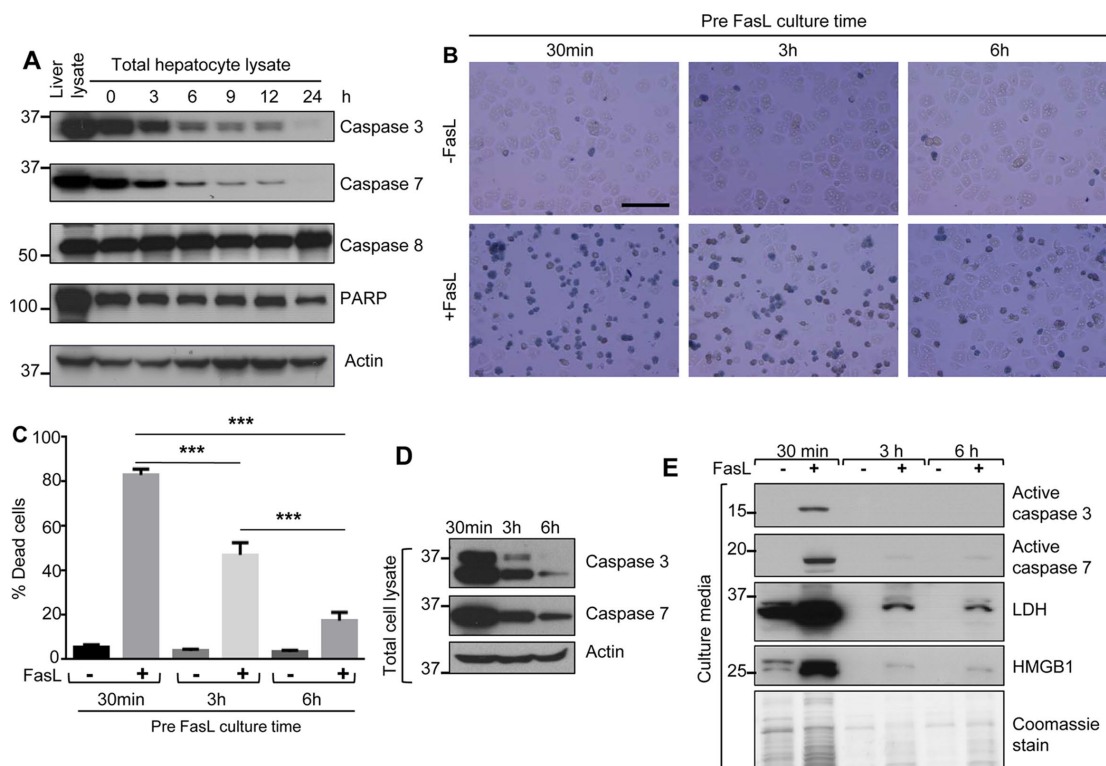 A
Liver
lysate
Total hepatocyte lysate
0 3 6 9 12 24 h
37
Caspase 3
37
Caspase 7
Caspase 8
50
PARP
100
Actin
37
B
Pre FasL culture time
30min 3h 6h
-FasL
+FasL
C
% Dead cells
100
80
60
40
20
0
***
***
***
FasL - + - + - +
30min 3h 6h
Pre FasL culture time
D
30min 3h 6h
Total cell lysate
37
Caspase 3
37
Caspase 7
Actin
37
E
30 min 3 h 6 h
FasL - + - + - +
Culture media
15
Active
caspase 3
20
Active
caspase 7
37
LDH
25
HMGB1
Coomassie
stain